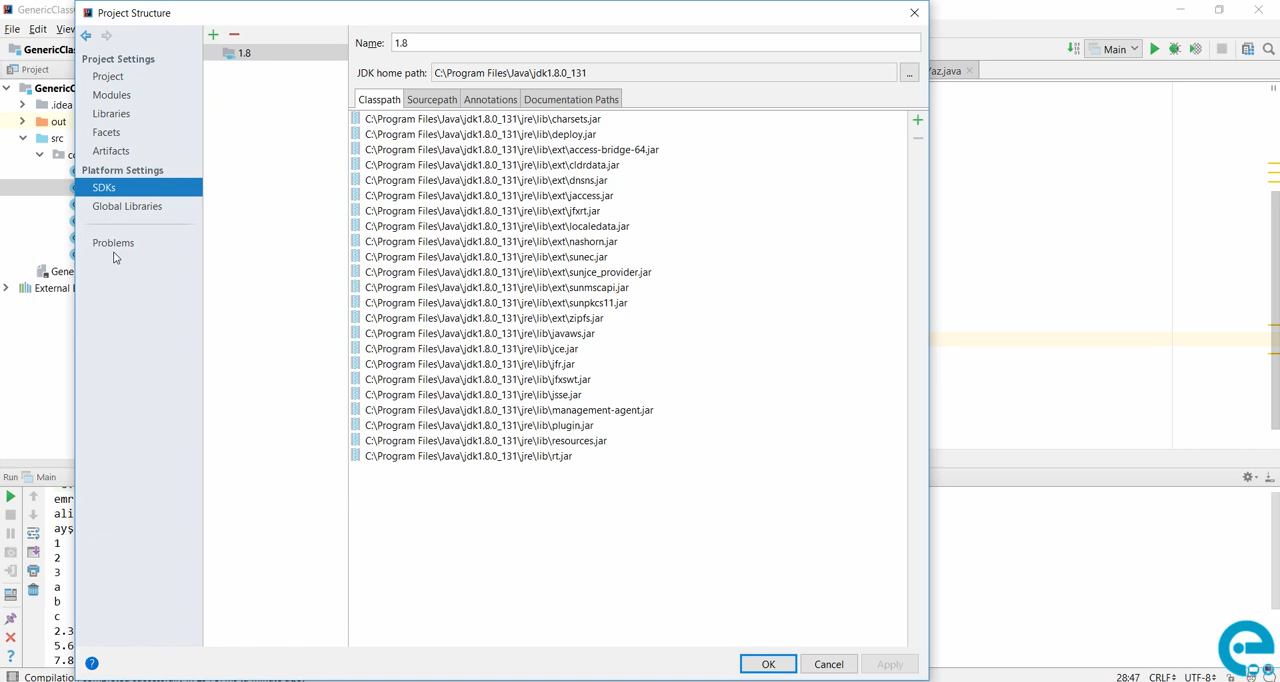 GenericClas
Project Structure
File Edit View
GenericClas
Project
Generic
.idea
out
src
Gene
External
Project Settings
Project
Modules
Libraries
Facets
Artifacts
Platform Settings
SDKs
Global Libraries
Problems
1.8
Name: 1.8
JDK home path: C:\Program Files\Java\jdk1.8.0_131
...
Classpath Sourcepath Annotations Documentation Paths
C:\Program Files\Java\jdk1.8.0_131\jre\lib\charsets.jar
C:\Program Files\Java\jdk1.8.0_131\jre\lib\deploy.jar
C:\Program Files\Java\jdk1.8.0_131\jre\lib\ext\access-bridge-64.jar
C:\Program Files\Java\jdk1.8.0_131\jre\lib\ext\cldrdata.jar
C:\Program Files\Java\jdk1.8.0_131\jre\lib\ext\dnsns.jar
C:\Program Files\Java\jdk1.8.0_131\jre\lib\ext\jaccess.jar
C:\Program Files\Java\jdk1.8.0_131\jre\lib\ext\jfxrt.jar
C:\Program Files\Java\jdk1.8.0_131\jre\lib\ext\localedata.jar
C:\Program Files\Java\jdk1.8.0_131\jre\lib\ext\nashorn.jar
C:\Program Files\Java\jdk1.8.0_131\jre\lib\ext\sunec.jar
C:\Program Files\Java\jdk1.8.0_131\jre\lib\ext\sunjce_provider.jar
C:\Program Files\Java\jdk1.8.0_131\jre\lib\ext\sunmscapi.jar
C:\Program Files\Java\jdk1.8.0_131\jre\lib\ext\sunpkcs11.jar
C:\Program Files\Java\jdk1.8.0_131\jre\lib\ext\zipfs.jar
C:\Program Files\Java\jdk1.8.0_131\jre\lib\javaws.jar
C:\Program Files\Java\jdk1.8.0_131\jre\lib\jce.jar
C:\Program Files\Java\jdk1.8.0_131\jre\lib\jfr.jar
C:\Program Files\Java\jdk1.8.0_131\jre\lib\jfxswt.jar
C:\Program Files\Java\jdk1.8.0_131\jre\lib\jsse.jar
C:\Program Files\Java\jdk1.8.0_131\jre\lib\management-agent.jar
C:\Program Files\Java\jdk1.8.0_131\jre\lib\plugin.jar
C:\Program Files\Java\jdk1.8.0_131\jre\lib\resources.jar
C:\Program Files\Java\jdk1.8.0_131\jre\lib\rt.jar
OK Cancel Apply
Main
Yaz.java
Run Main
emr
ali
ayş
1
2
3
a
b
c
2.3
5.6
7.8
28:47 CRLF UTF-8